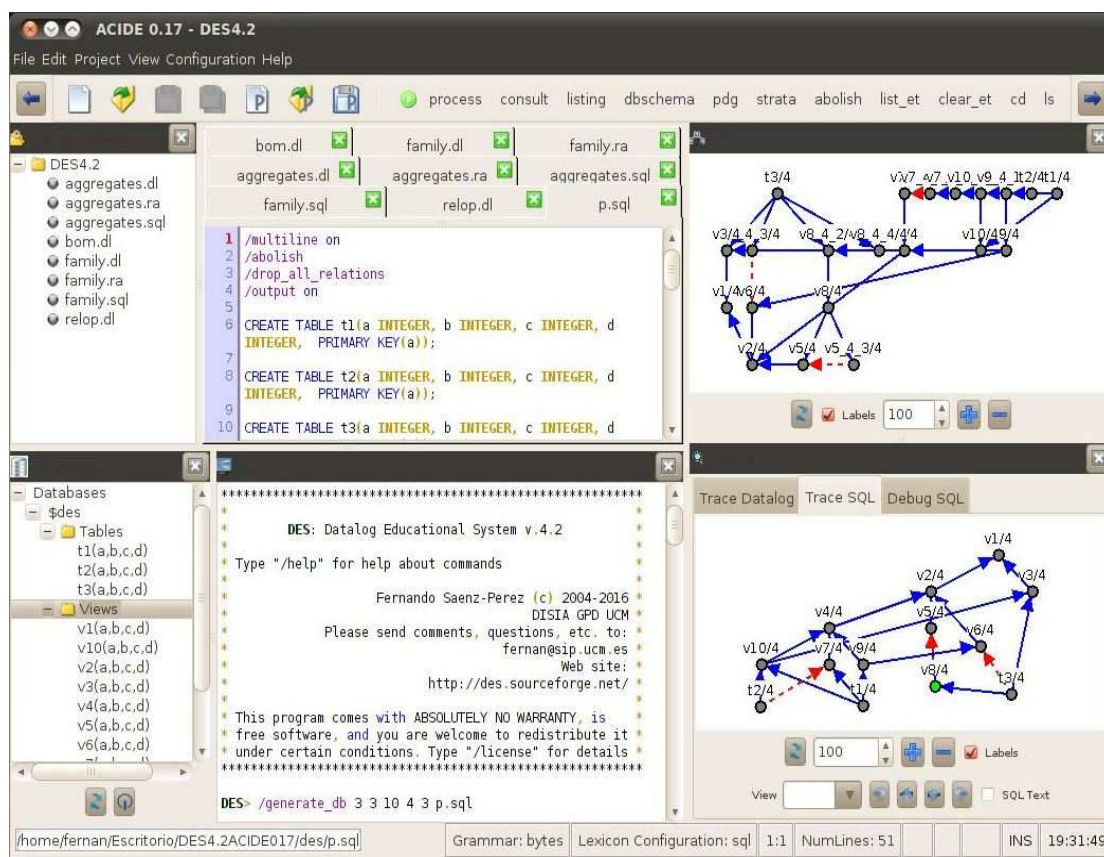 ACIDE 0.17 - DES4.2
File Edit Project View Configuration Help
process consult listing dbschema pdg strata abolish list_et clear_et cd ls
DES4.2
aggregates.dl
aggregates.ra
aggregates.sql
bom.dl
family.dl
family.ra
family.sql
relop.dl
bom.dl family.dl family.ra
aggregates.dl aggregates.ra aggregates.sql
family.sql relop.dl p.sql
1 /multiline on
2 /abolish
3 /drop_all_relations
4 /output on
5
6 CREATE TABLE t1(a INTEGER, b INTEGER, c INTEGER, d
INTEGER, PRIMARY KEY(a));
7
8 CREATE TABLE t2(a INTEGER, b INTEGER, c INTEGER, d
INTEGER, PRIMARY KEY(a));
9
10 CREATE TABLE t3(a INTEGER, b INTEGER, c INTEGER, d
t3/4
t2/4 t1/4
v8_4_2/ v8_4_4/
v10/4 9/4
v1/4 v6/4 v8/4
v2/4 v5/4 v5_4_3/4
Labels 100
Databases
$des
Tables
t1(a,b,c,d)
t2(a,b,c,d)
t3(a,b,c,d)
Views
v1(a,b,c,d)
v10(a,b,c,d)
v2(a,b,c,d)
v3(a,b,c,d)
v4(a,b,c,d)
v5(a,b,c,d)
v6(a,b,c,d)
*********************************************************
* *
* DES: Datalog Educational System v.4.2 *
* *
* Type "/help" for help about commands *
* *
* Fernando Saenz-Perez (c) 2004-2016 *
* DISIA GPD UCM *
* Please send comments, questions, etc. to: *
* fernan@sip.ucm.es *
* Web site: *
* http://des.sourceforge.net/ *
* *
* This program comes with ABSOLUTELY NO WARRANTY, is *
* free software, and you are welcome to redistribute it *
* under certain conditions. Type "/license" for details *
*********************************************************
DES> /generate_db 3 3 10 4 3 p.sql
Trace Datalog Trace SQL Debug SQL
v1/4
v2/4 v3/4
v4/4 v5/4
v6/4
v10/4 v7/4 v9/4
v8/4 t3/4
t2/4 t1/4
100 Labels
View SQL Text
/home/fernan/Escritorio/DES4.2ACIDE017/des/p.sql Grammar: bytes Lexicon Configuration: sql 1:1 NumLines: 51 INS 19:31:49